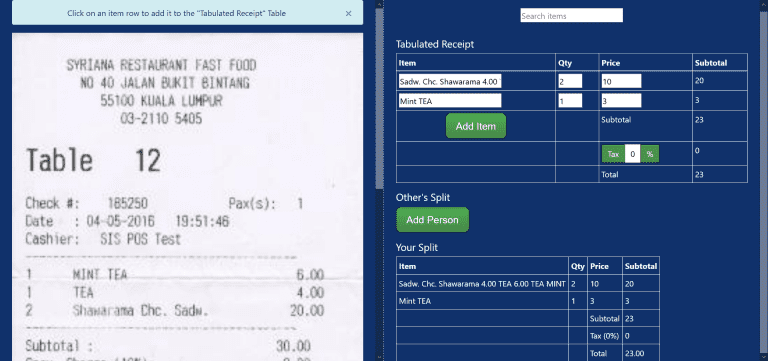 Click on an item row to add it to the "Tabulated Receipt" Table ×
SYRIANA RESTAURANT FAST FOOD
NO 40 JALAN BUKIT BINTANG
55100 KUALA LUMPUR
03-2110 5405
Table 12
Check #: 165250 Pax(s): 1
Date : 04-05-2016 19:51:46
Cashier: SIS POS Test
1 MINT TEA 6.00
1 TEA 4.00
2 Shawarama Chc. Sadw. 20.00
Subtotal : 30.00
Search items
Tabulated Receipt
Item Qty Price Subtotal
Sadw. Chc. Shawarama 4.00 2 10 20
Mint TEA 1 3 3
Add Item Subtotal 23
Tax 0 % 0
Total 23
Other's Split
Add Person
Your Split
Item Qty Price Subtotal
Sadw. Chc. Shawarama 4.00 TEA 6.00 TEA MINT 2 10 20
Mint TEA 1 3 3
Subtotal 23
Tax (0%) 0
Total 23.00